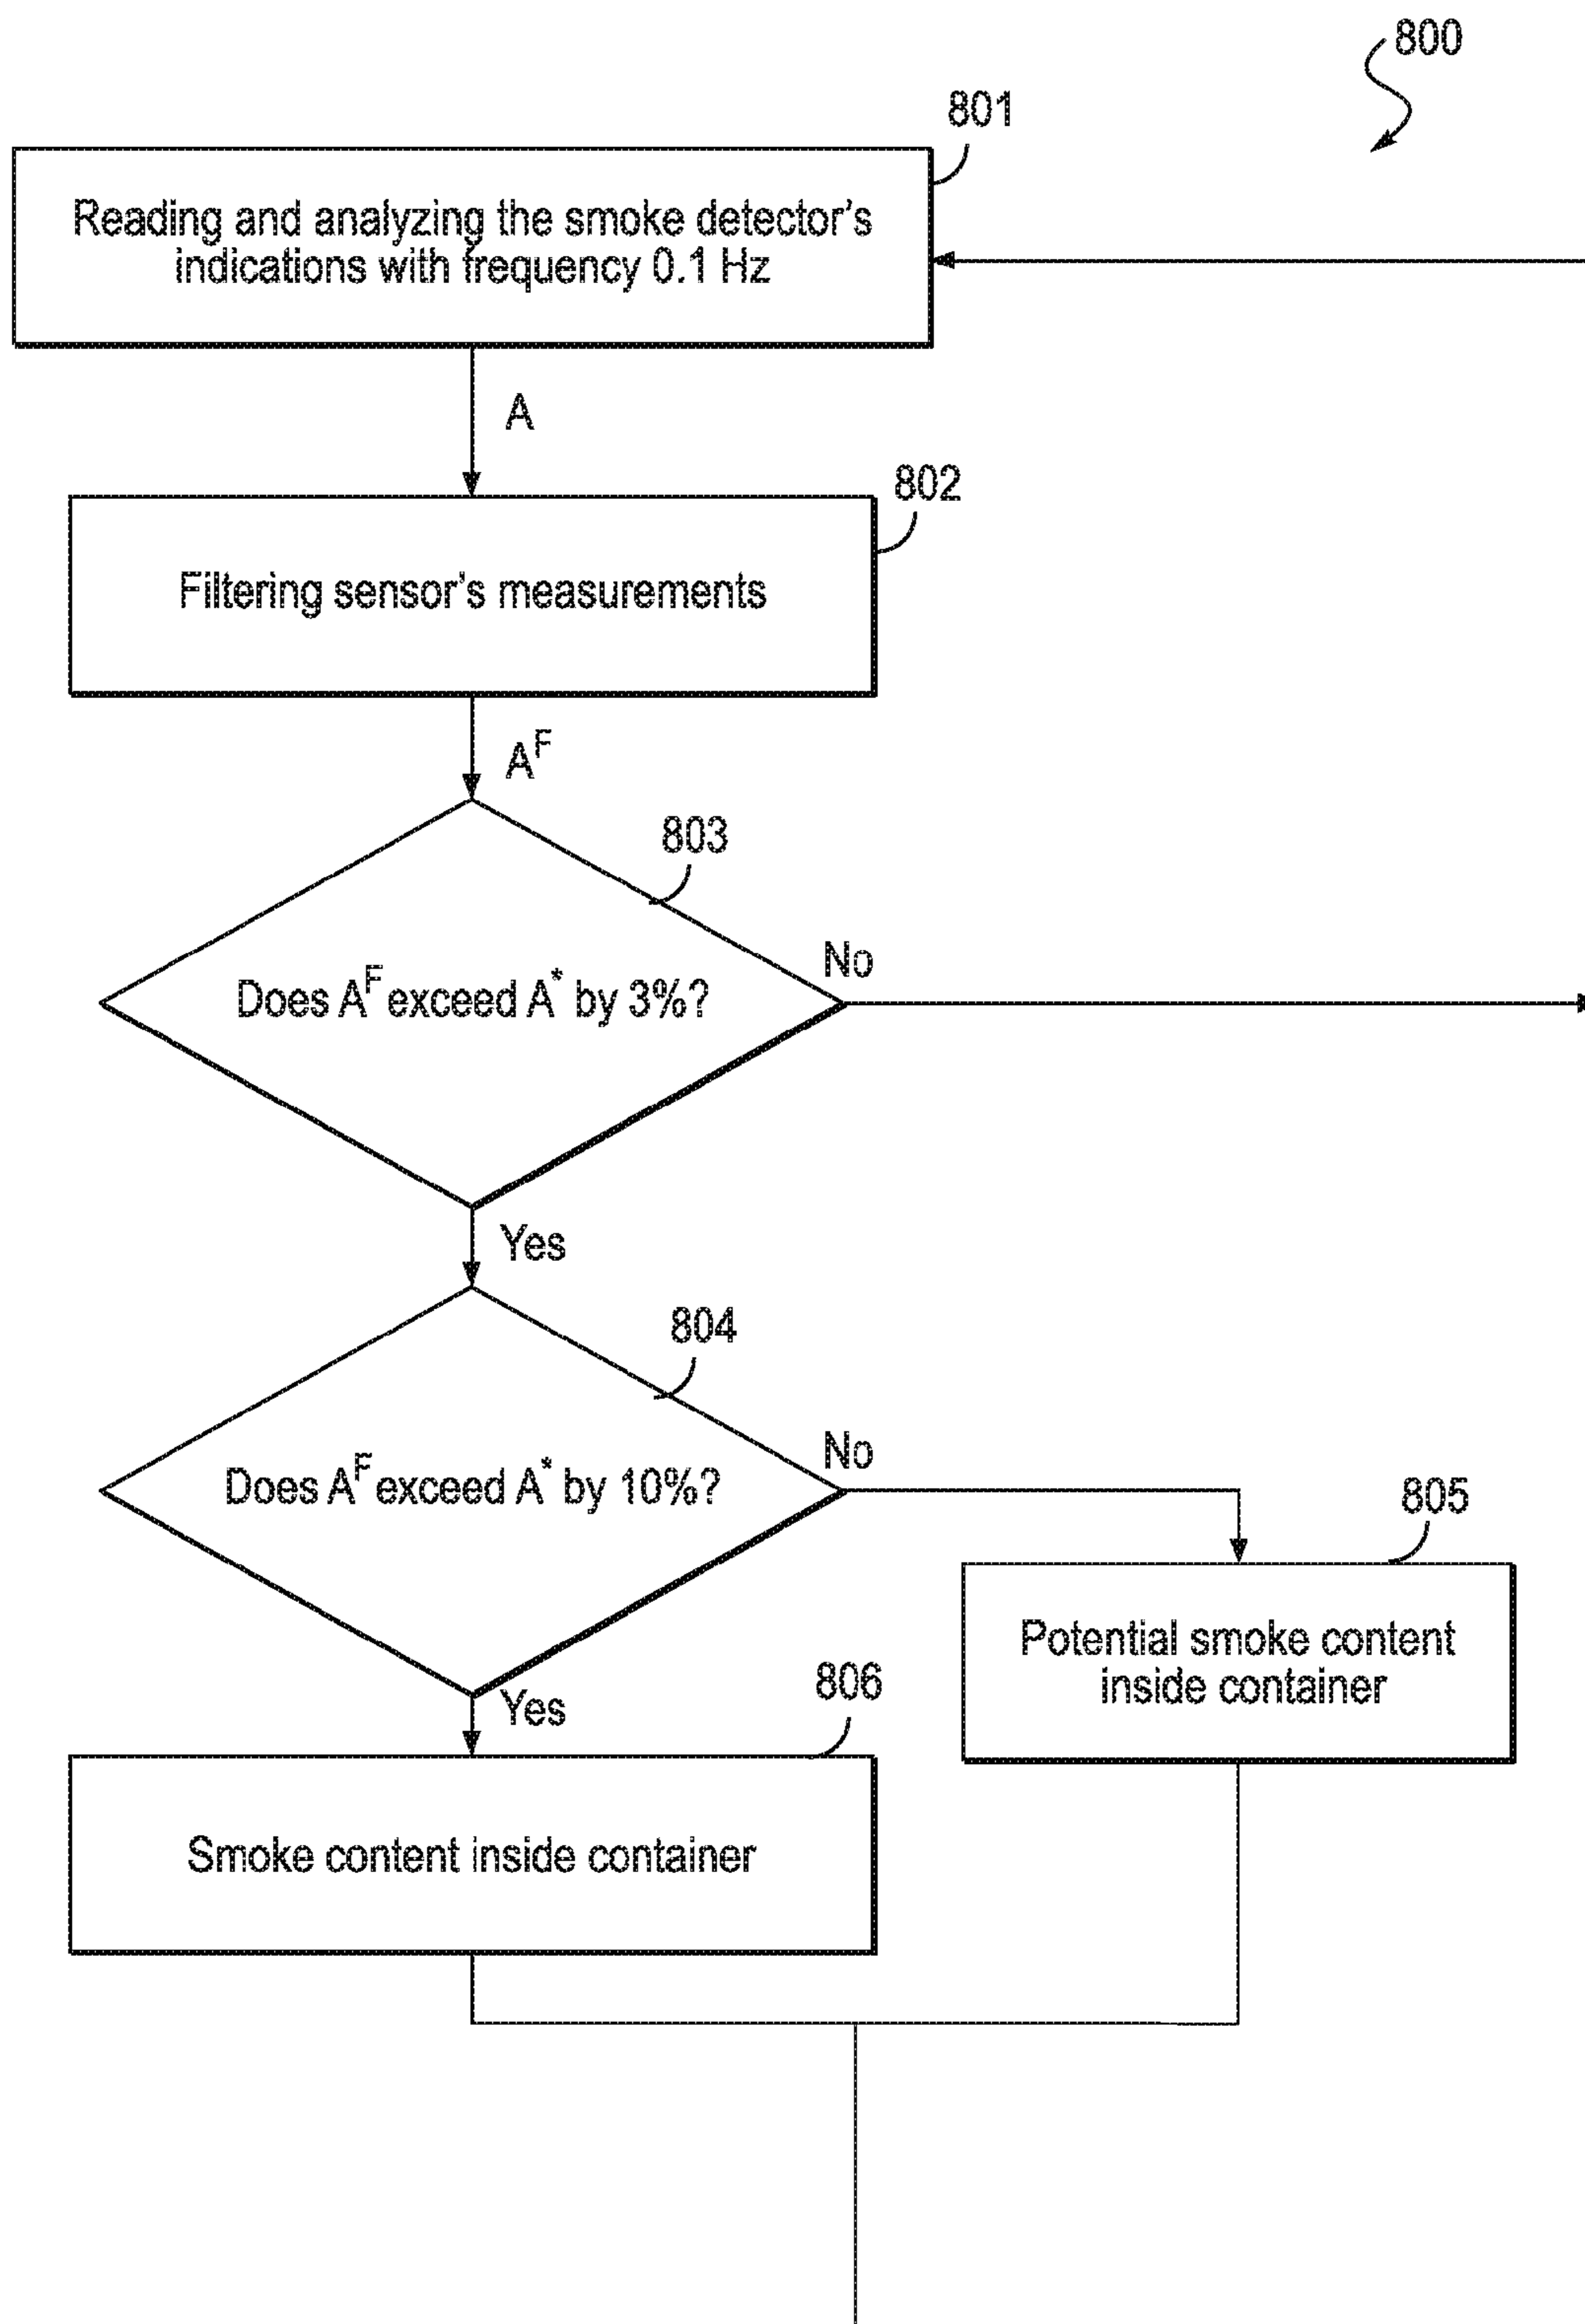 800
801
Reading and analyzing the smoke detector's
indications with frequency 0.1 Hz
A
802
Filtering sensor's measurements
A^F
803
Does A^F exceed A* by 3%?
No
Yes
804
Does A^F exceed A* by 10%?
No
805
Potential smoke content
inside container
Yes
806
Smoke content inside container